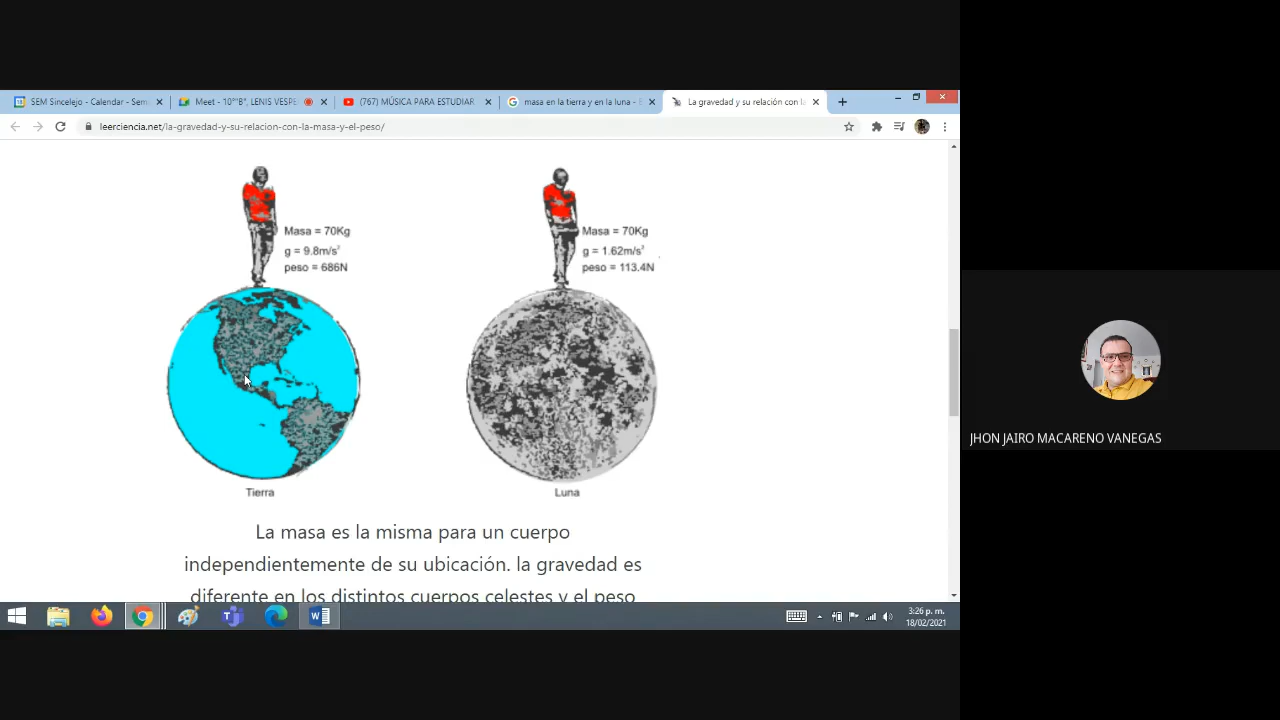 SEM Sincelejo - Calendar - Sem
Meet - 10°"B", LENIS VESPE
(767) MÚSICA PARA ESTUDIAR
masa en la tierra y en la luna - B
La gravedad y su relación con la
leerciencia.net/la-gravedad-y-su-relacion-con-la-masa-y-el-peso/
Masa = 70Kg
g = 9.8m/s²
peso = 686N
Masa = 70Kg
g = 1.62m/s²
peso = 113.4N
Tierra
Luna
La masa es la misma para un cuerpo
independientemente de su ubicación. la gravedad es
diferente en los distintos cuerpos celestes y el peso
JHON JAIRO MACARENO VANEGAS
3:26 p. m.
18/02/2021